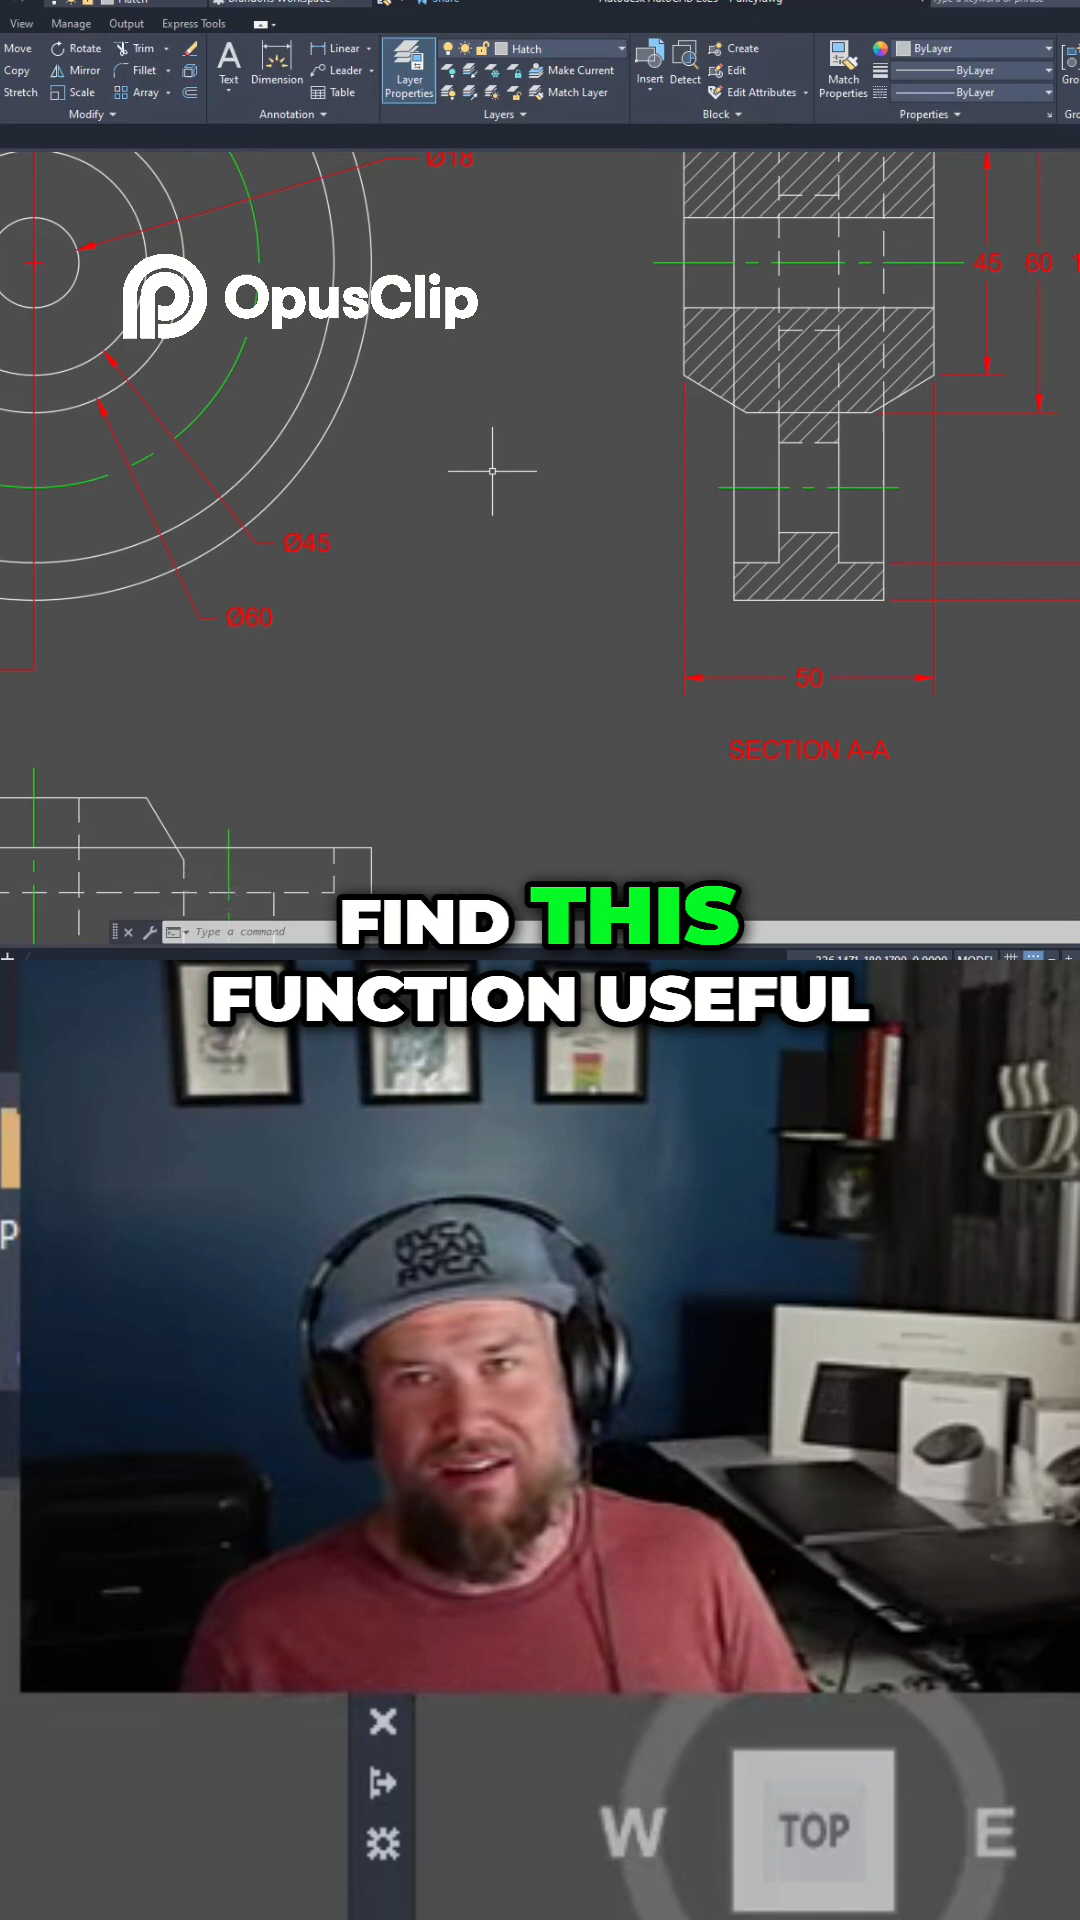 View Manage Output Express Tools
Move Rotate Trim
Copy Mirror Fillet
Stretch Scale Array
Modify
Text Dimension
Linear
Leader
Table
Annotation
Layer Properties
Hatch
Make Current
Match Layer
Layers
Insert Detect
Create
Edit
Edit Attributes
Block
Match Properties
ByLayer
ByLayer
ByLayer
Properties
Ø18
45 60
OpusClip
Ø45
Ø60
50
SECTION A-A
Type a command
MODEL
FIND THIS
FUNCTION USEFUL
RVCA
W TOP E